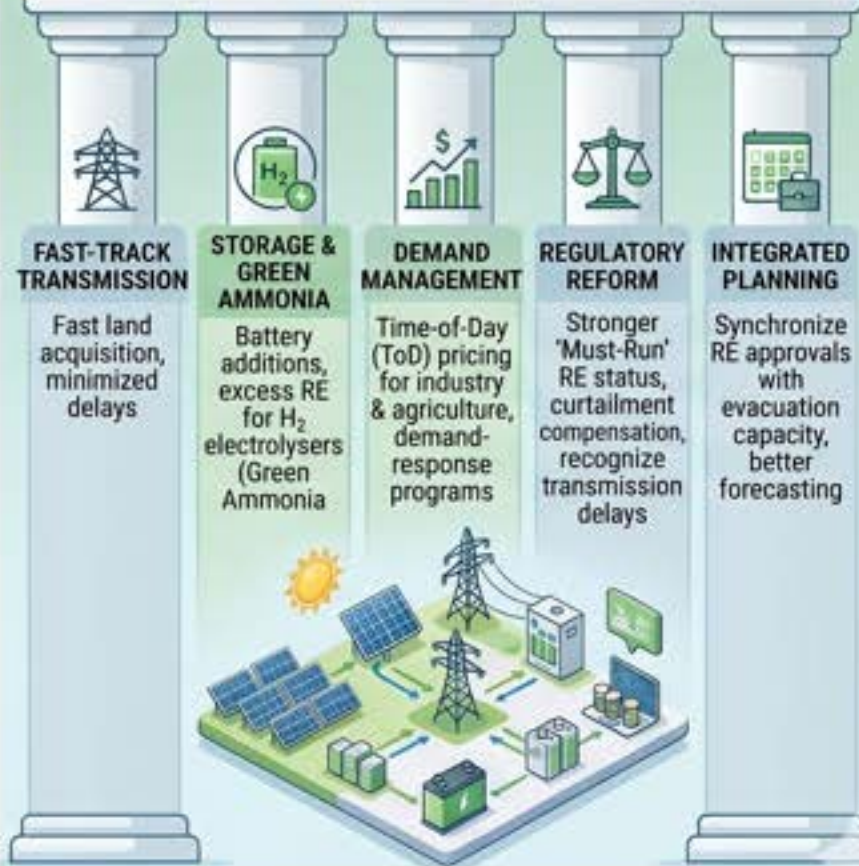 H₂
$
FAST-TRACK
TRANSMISSION
Fast land
acquisition,
minimized
delays
STORAGE &
GREEN
AMMONIA
Battery
additions,
excess RE
for H₂
electrolysers
(Green
Ammonia
DEMAND
MANAGEMENT
Time-of-Day
(ToD) pricing
for industry
& agriculture,
demand-
response
programs
REGULATORY
REFORM
Stronger
'Must-Run'
RE status,
curtailment
compensation,
recognize
transmission
delays
INTEGRATED
PLANNING
Synchronize
RE approvals
with
evacuation
capacity,
better
forecasting